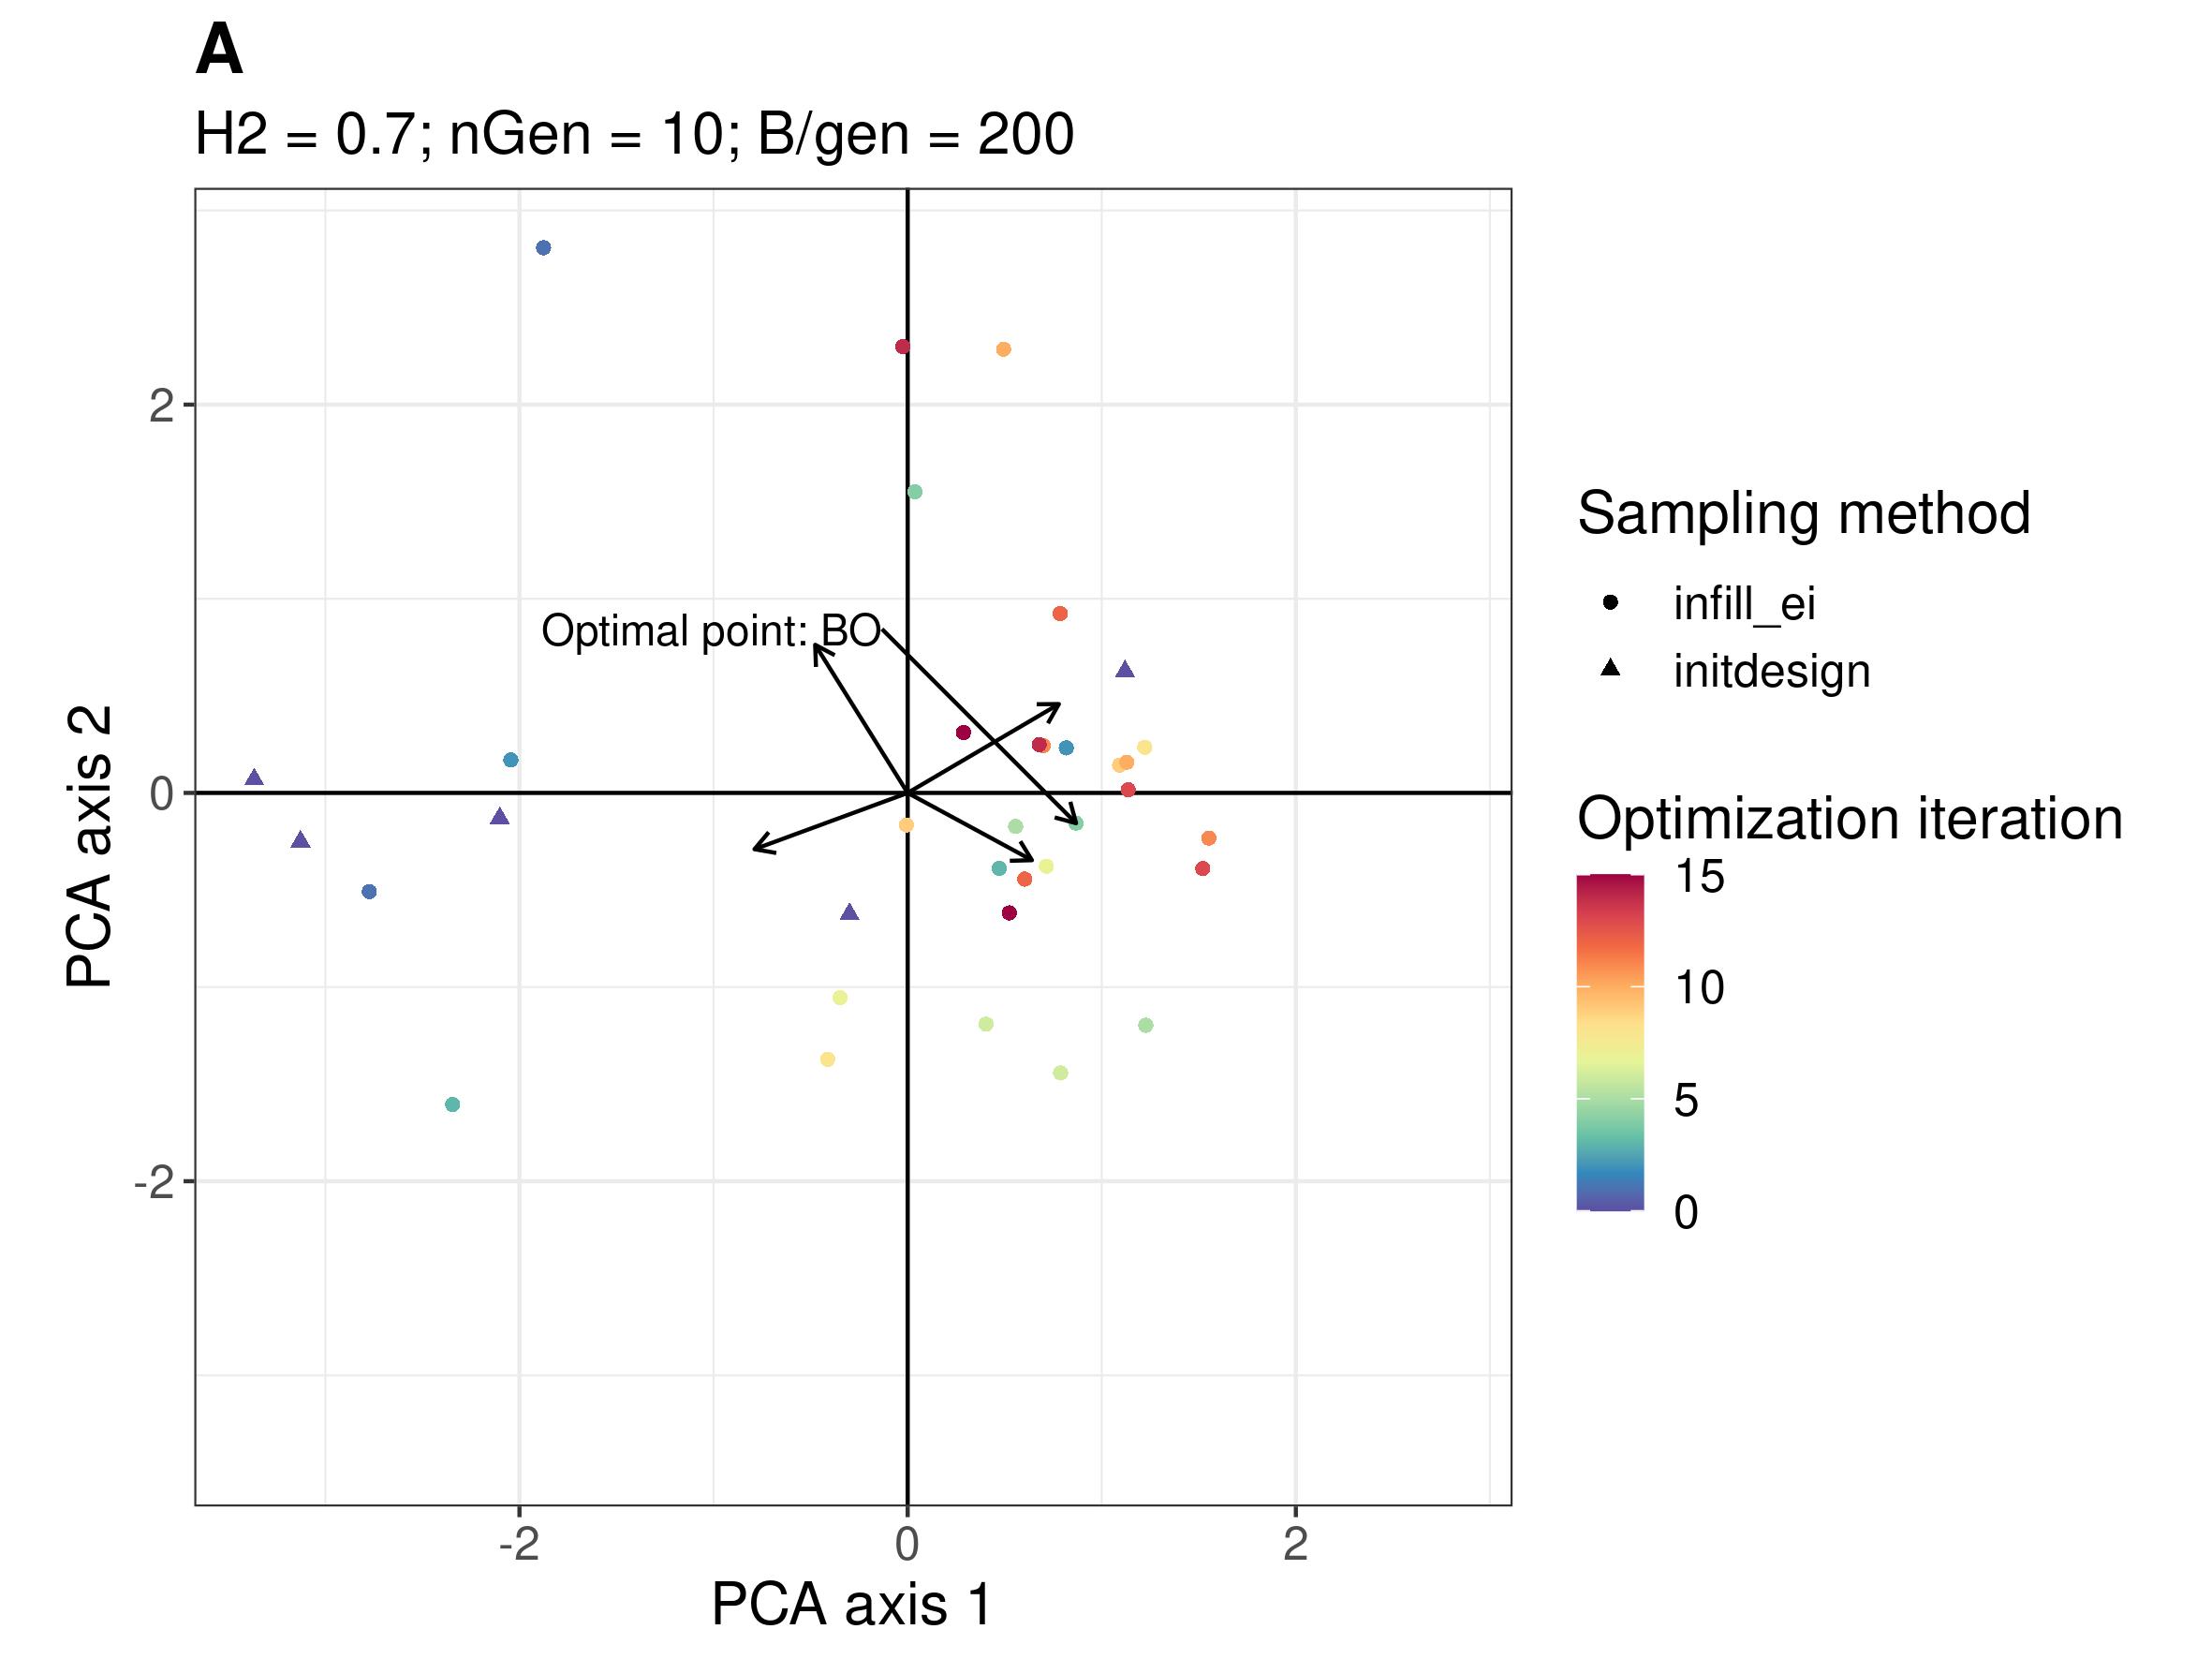 A
H2 = 0.7; nGen = 10; B/gen = 200
PCA axis 2
2
0
-2
Optimal point: BO
-2
0
2
PCA axis 1
Sampling method
infill_ei
initdesign
Optimization iteration
15
10
5
0